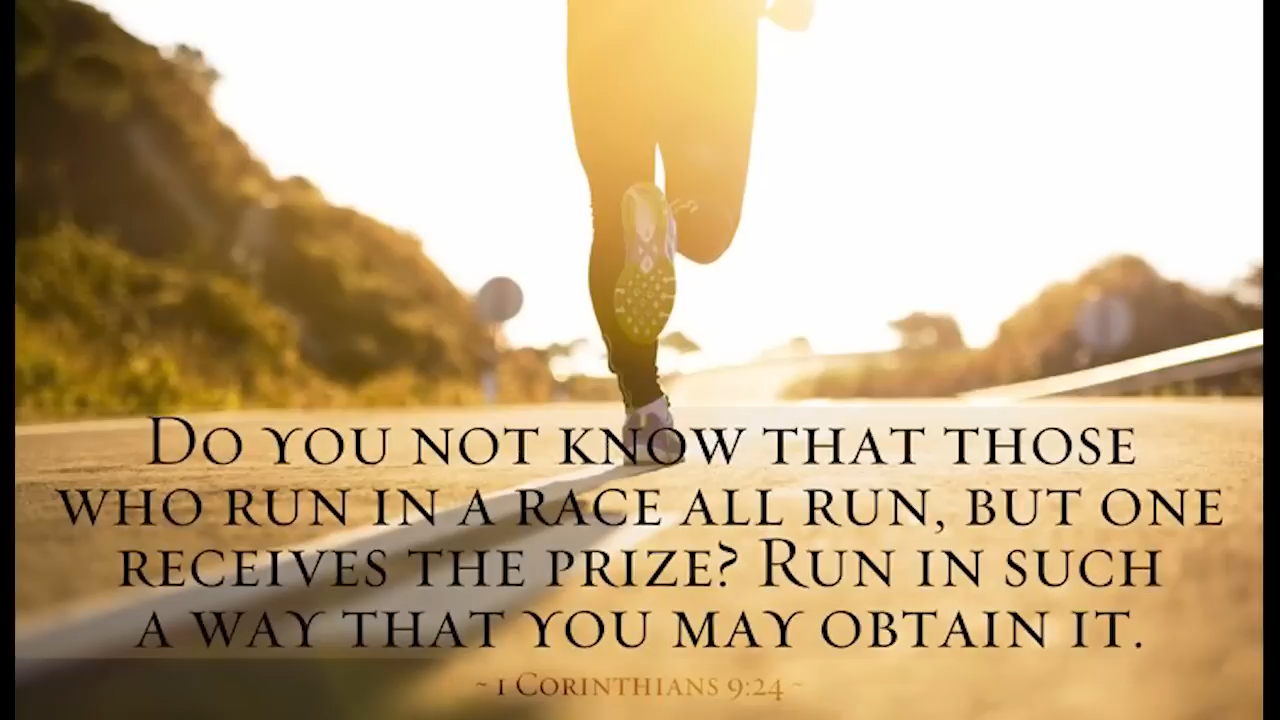 Do you not know that those
who run in a race all run, but one
receives the prize? Run in such
a way that you may obtain it.
~ 1 Corinthians 9:24 ~